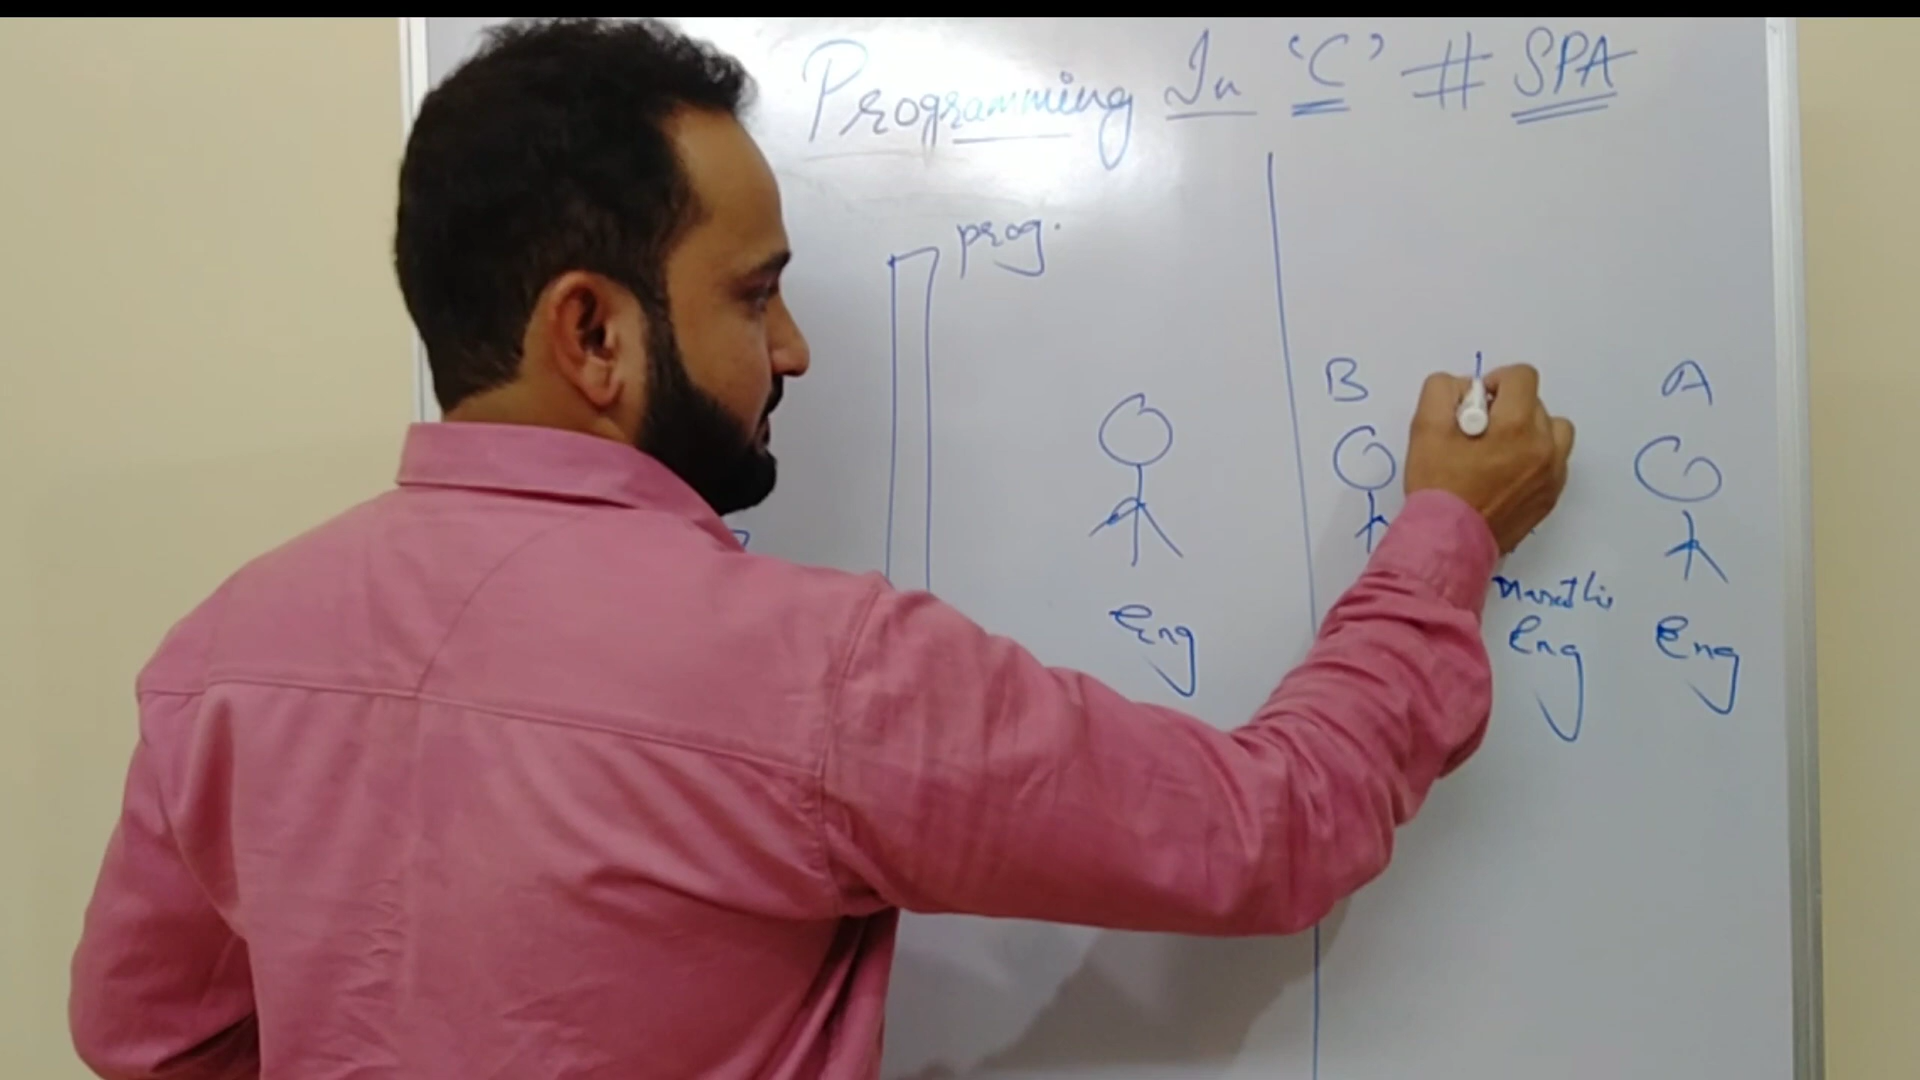 Programming In 'C' # SPA
prog.
B A
Marathi
Eng Eng Eng